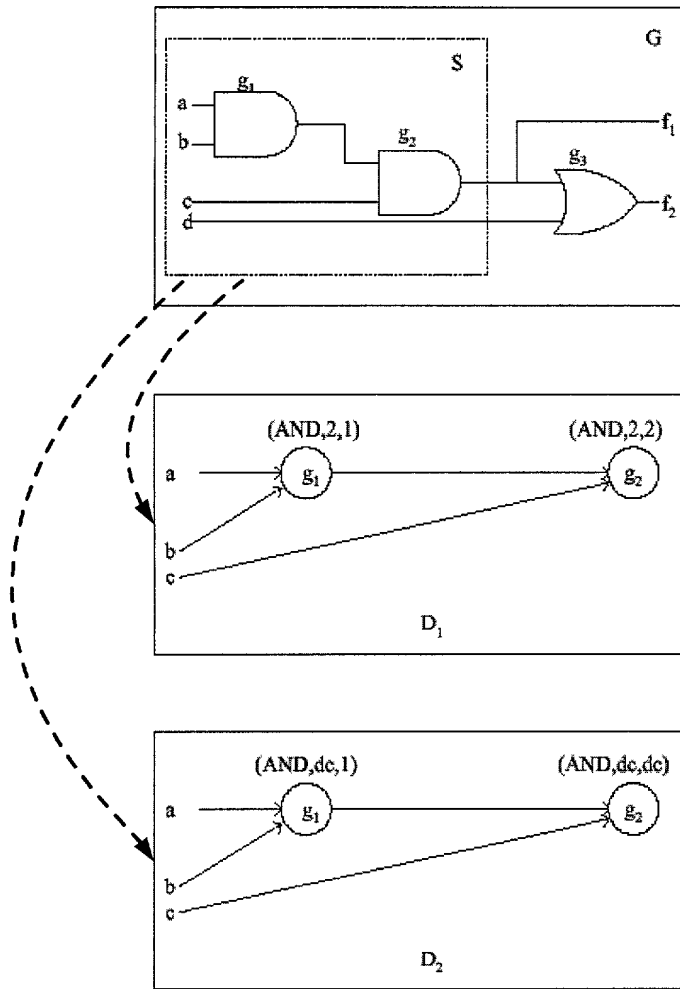 G
S
g₁
a
b
g₂
c
d
g₃
f₁
f₂
(AND,2,1) (AND,2,2)
a g₁ g₂
b
c
D₁
(AND,dc,1) (AND,dc,dc)
a g₁ g₂
b
c
D₂